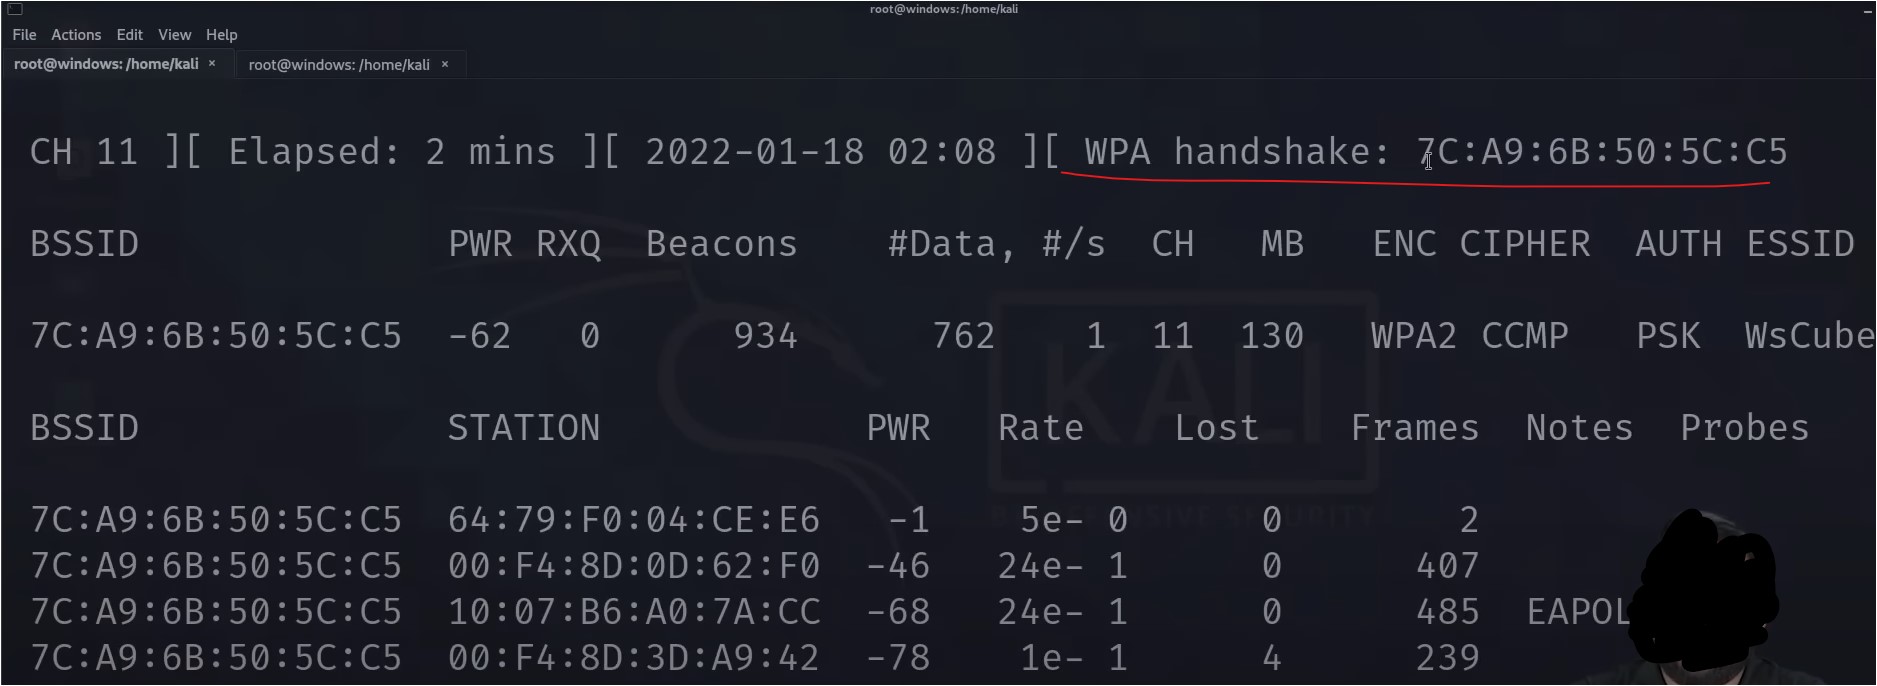 root@windows: /home/kali
File Actions Edit View Help
root@windows: /home/kali × root@windows: /home/kali ×
CH 11 ][ Elapsed: 2 mins ][ 2022-01-18 02:08 ][ WPA handshake: 7C:A9:6B:50:5C:C5
BSSID PWR RXQ Beacons #Data, #/s CH MB ENC CIPHER AUTH ESSID
7C:A9:6B:50:5C:C5 -62 0 934 762 1 11 130 WPA2 CCMP PSK WsCube
BSSID STATION PWR Rate Lost Frames Notes Probes
7C:A9:6B:50:5C:C5 64:79:F0:04:CE:E6 -1 5e- 0 0 2
7C:A9:6B:50:5C:C5 00:F4:8D:0D:62:F0 -46 24e- 1 0 407
7C:A9:6B:50:5C:C5 10:07:B6:A0:7A:CC -68 24e- 1 0 485 EAPOL
7C:A9:6B:50:5C:C5 00:F4:8D:3D:A9:42 -78 1e- 1 4 239
KALI